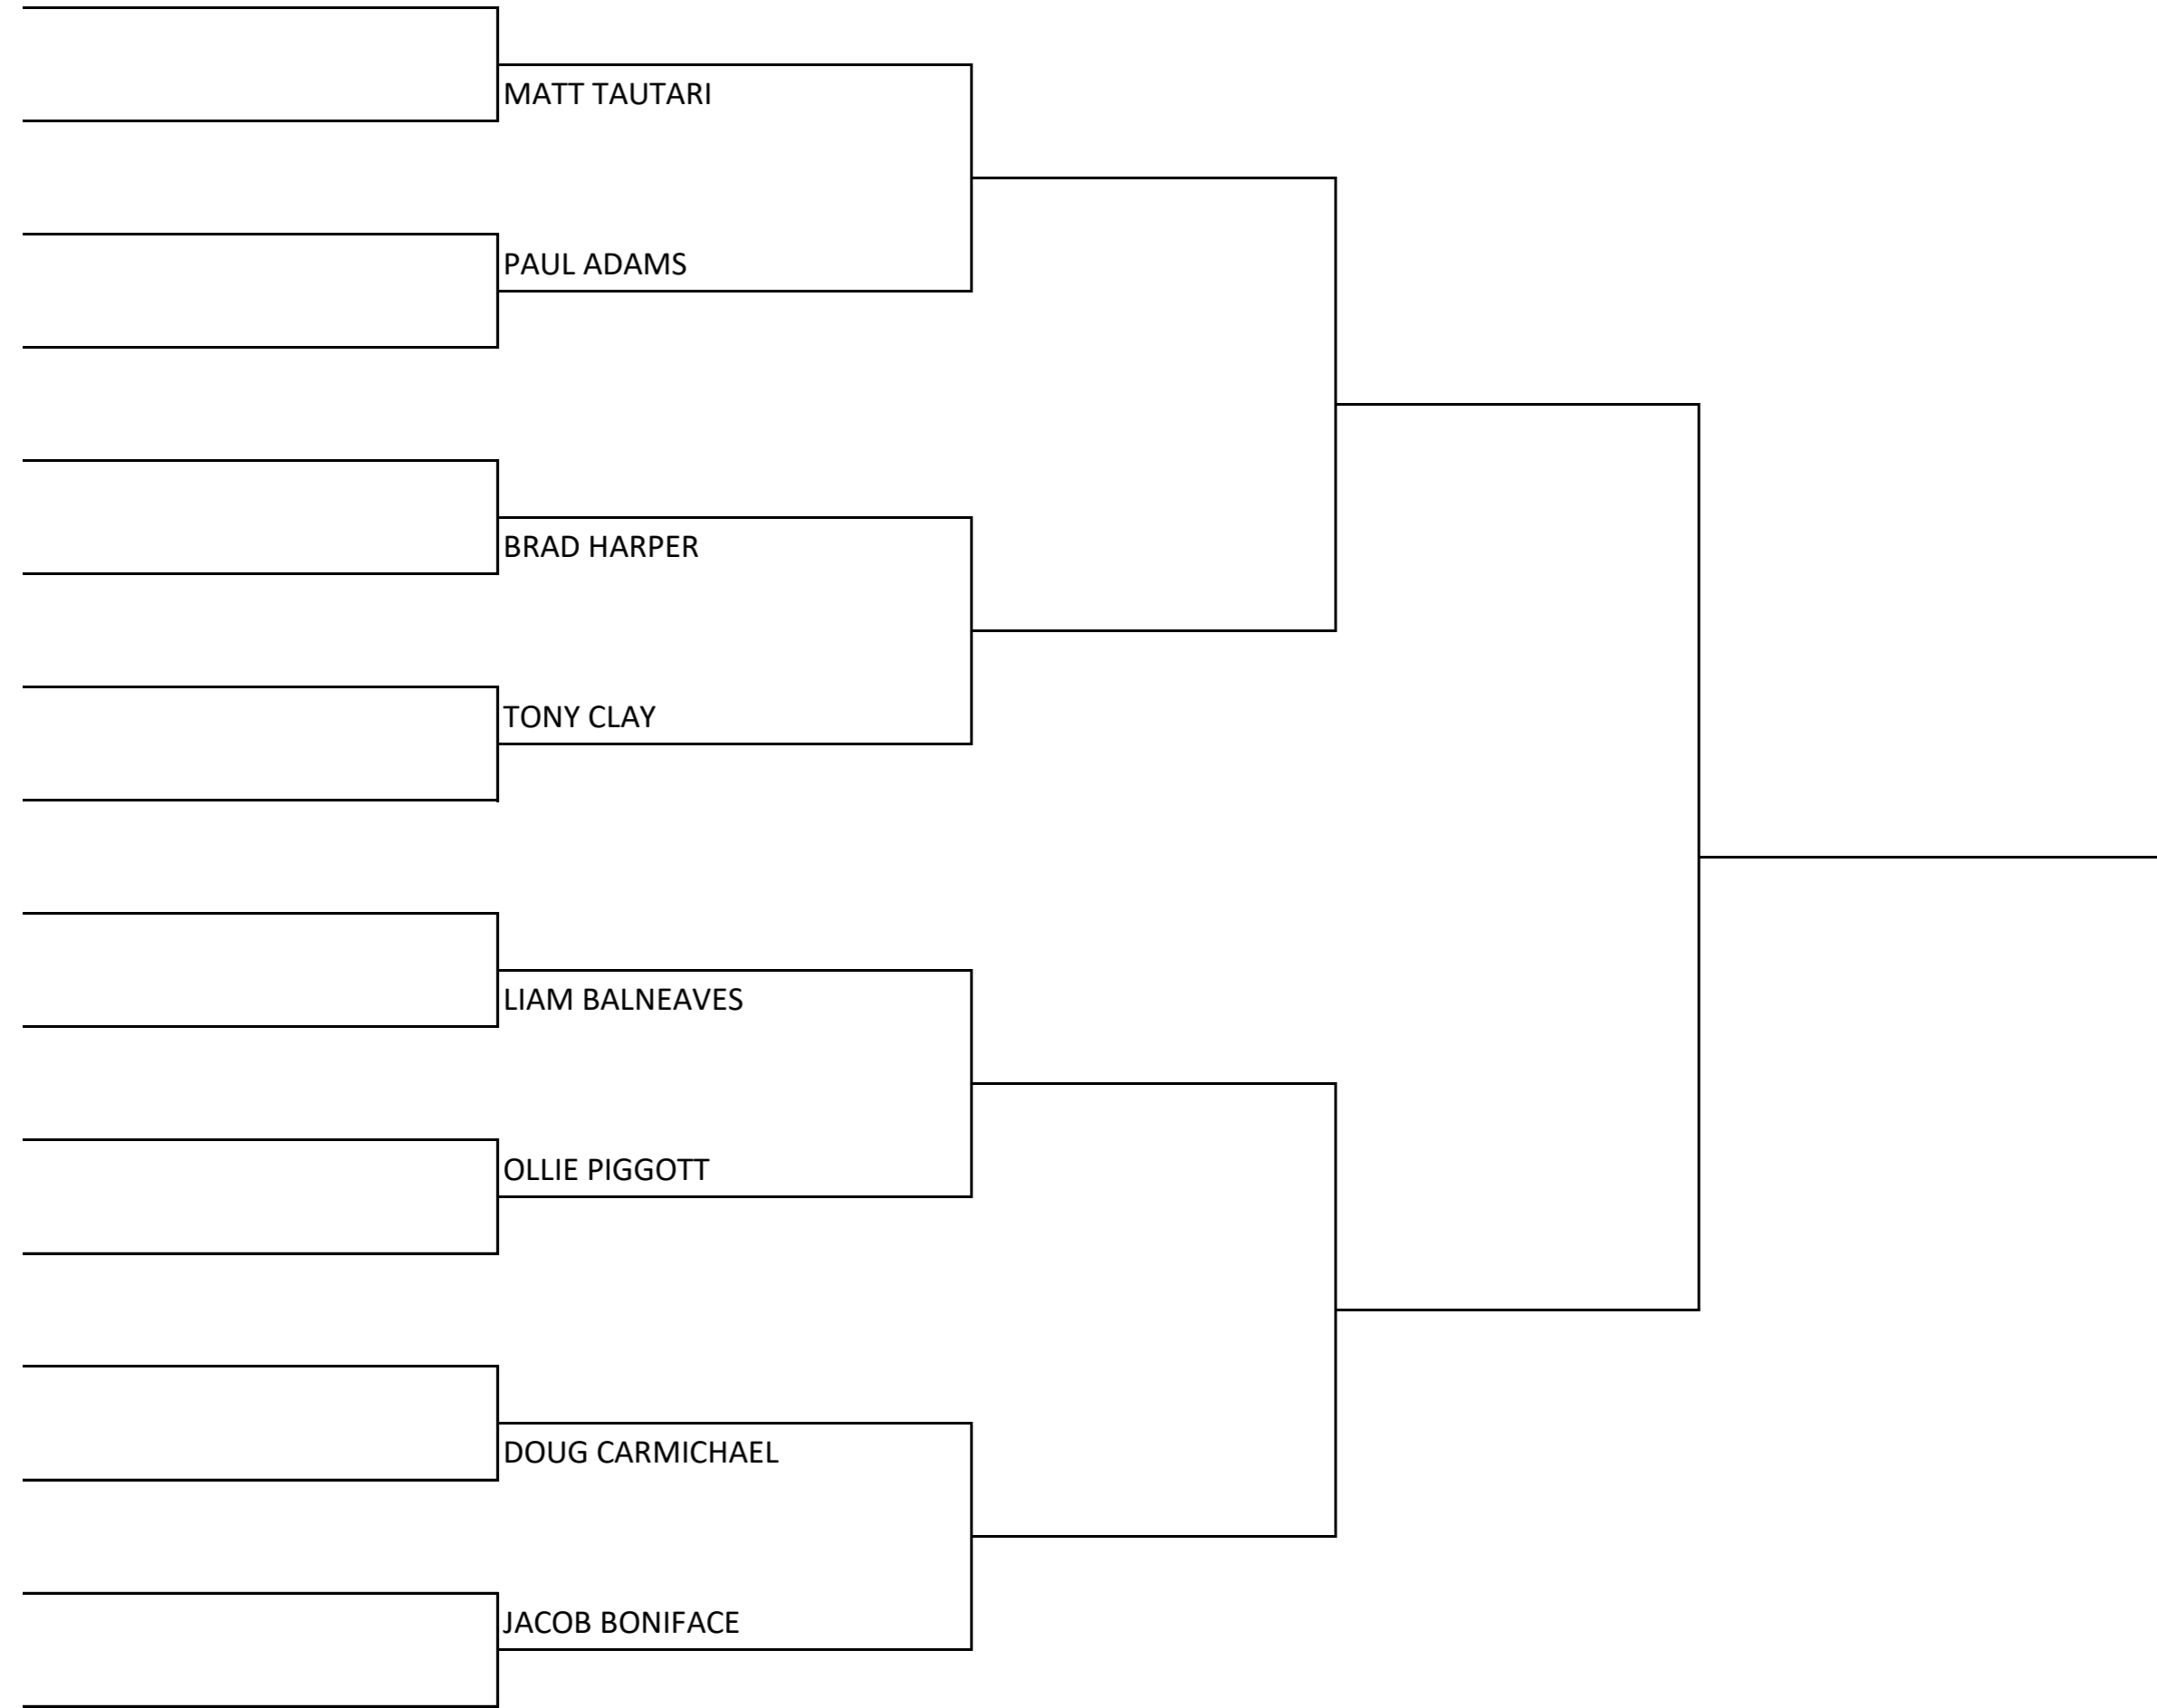 MATT TAUTARI
PAUL ADAMS
BRAD HARPER
TONY CLAY
LIAM BALNEAVES
OLLIE PIGGOTT
DOUG CARMICHAEL
JACOB BONIFACE